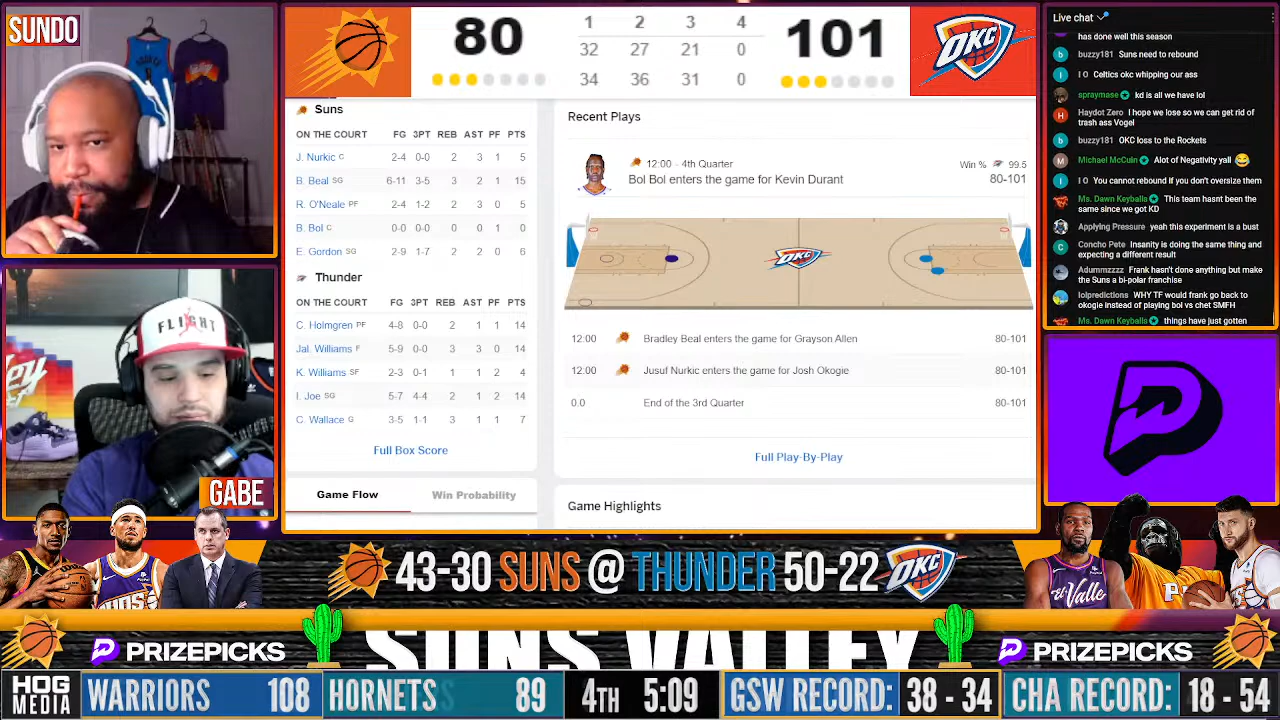 SUNDO
GABE
FLIGHT
80
101
1 2 3 4
32 27 21 0
34 36 31 0
OKC
Suns
ON THE COURT FG 3PT REB AST PF PTS
J. Nurkic C 2-4 0-0 2 3 1 5
B. Beal SG 6-11 3-5 3 2 1 15
R. O'Neale PF 2-4 1-2 2 3 0 5
B. Bol C 0-0 0-0 0 0 1 0
E. Gordon SG 2-9 1-7 2 2 0 6
Thunder
ON THE COURT FG 3PT REB AST PF PTS
C. Holmgren PF 4-8 0-0 2 1 1 14
Jal. Williams F 5-9 0-0 3 3 0 14
K. Williams SF 2-3 0-1 1 1 2 4
I. Joe SG 5-7 4-4 2 1 2 14
C. Wallace G 3-5 1-1 3 1 1 7
Full Box Score
Game Flow Win Probability
Recent Plays
12:00 - 4th Quarter
Win % 99.5
Bol Bol enters the game for Kevin Durant
80-101
OKC
12:00 Bradley Beal enters the game for Grayson Allen 80-101
12:00 Jusuf Nurkic enters the game for Josh Okogie 80-101
0.0 End of the 3rd Quarter 80-101
Full Play-By-Play
Game Highlights
Live chat
has done well this season
buzzy181 Suns need to rebound
I O Celtics okc whipping our ass
spraymase kd is all we have lol
Haydot Zero I hope we lose so we can get rid of
trash ass Vogel
buzzy181 OKC loss to the Rockets
Michael McCuin Alot of Negativity yall
I O You cannot rebound If you don't oversize them
Ms. Dawn Keyballs This team hasnt been the
same since we got KD
Applying Pressure yeah this experiment is a bust
Concho Pete Insanity is doing the same thing and
expecting a different result
Adummzzzz Frank hasn't done anything but make
the Suns a bi-polar franchise
lolpredictions WHY TF would frank go back to
okogie instead of playing bol vs chet SMFH
Ms. Dawn Keyballs things have just gotten
43-30 SUNS @ THUNDER 50-22 OKC
El Valle
PRIZEPICKS
SUNS VALLEY
PRIZEPICKS
HOG
MEDIA
WARRIORS 108 HORNETS 89 4TH 5:09 GSW RECORD: 38 - 34 CHA RECORD: 18 - 54